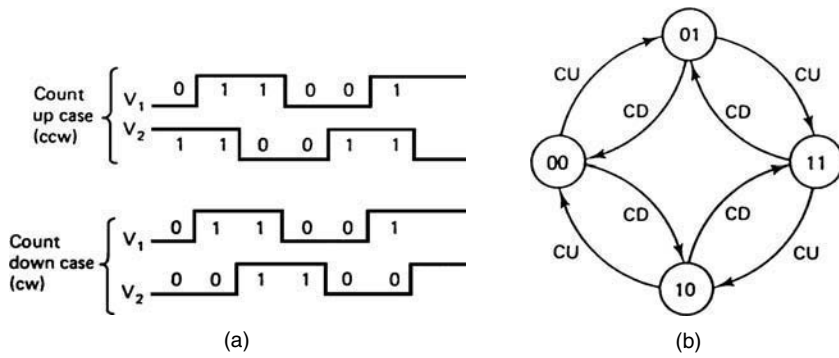 Count
up case
(ccw)
V1
0 1 1 0 0 1
V2
1 1 0 0 1 1
Count
down case
(cw)
V1
0 1 1 0 0 1
V2
0 0 1 1 0 0
(a)
01
CU
CU
CD
CD
00
11
CD
CD
CU
CU
10
(b)